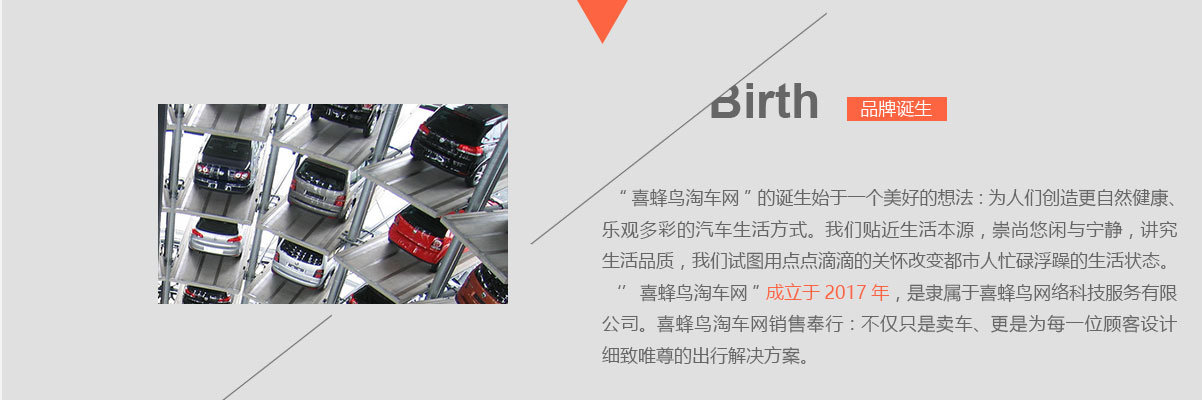 Birth
品牌诞生
“喜蜂鸟淘车网”的诞生始于一个美好的想法：为人们创造更自然健康、
乐观多彩的汽车生活方式。我们贴近生活本源，崇尚悠闲与宁静，讲究
生活品质，我们试图用点点滴滴的关怀改变都市人忙碌浮躁的生活状态。
“ 喜蜂鸟淘车网”成立于 2017 年，是隶属于喜蜂鸟网络科技服务有限
公司。喜蜂鸟淘车网销售奉行：不仅只是卖车、更是为每一位顾客设计
细致唯尊的出行解决方案。